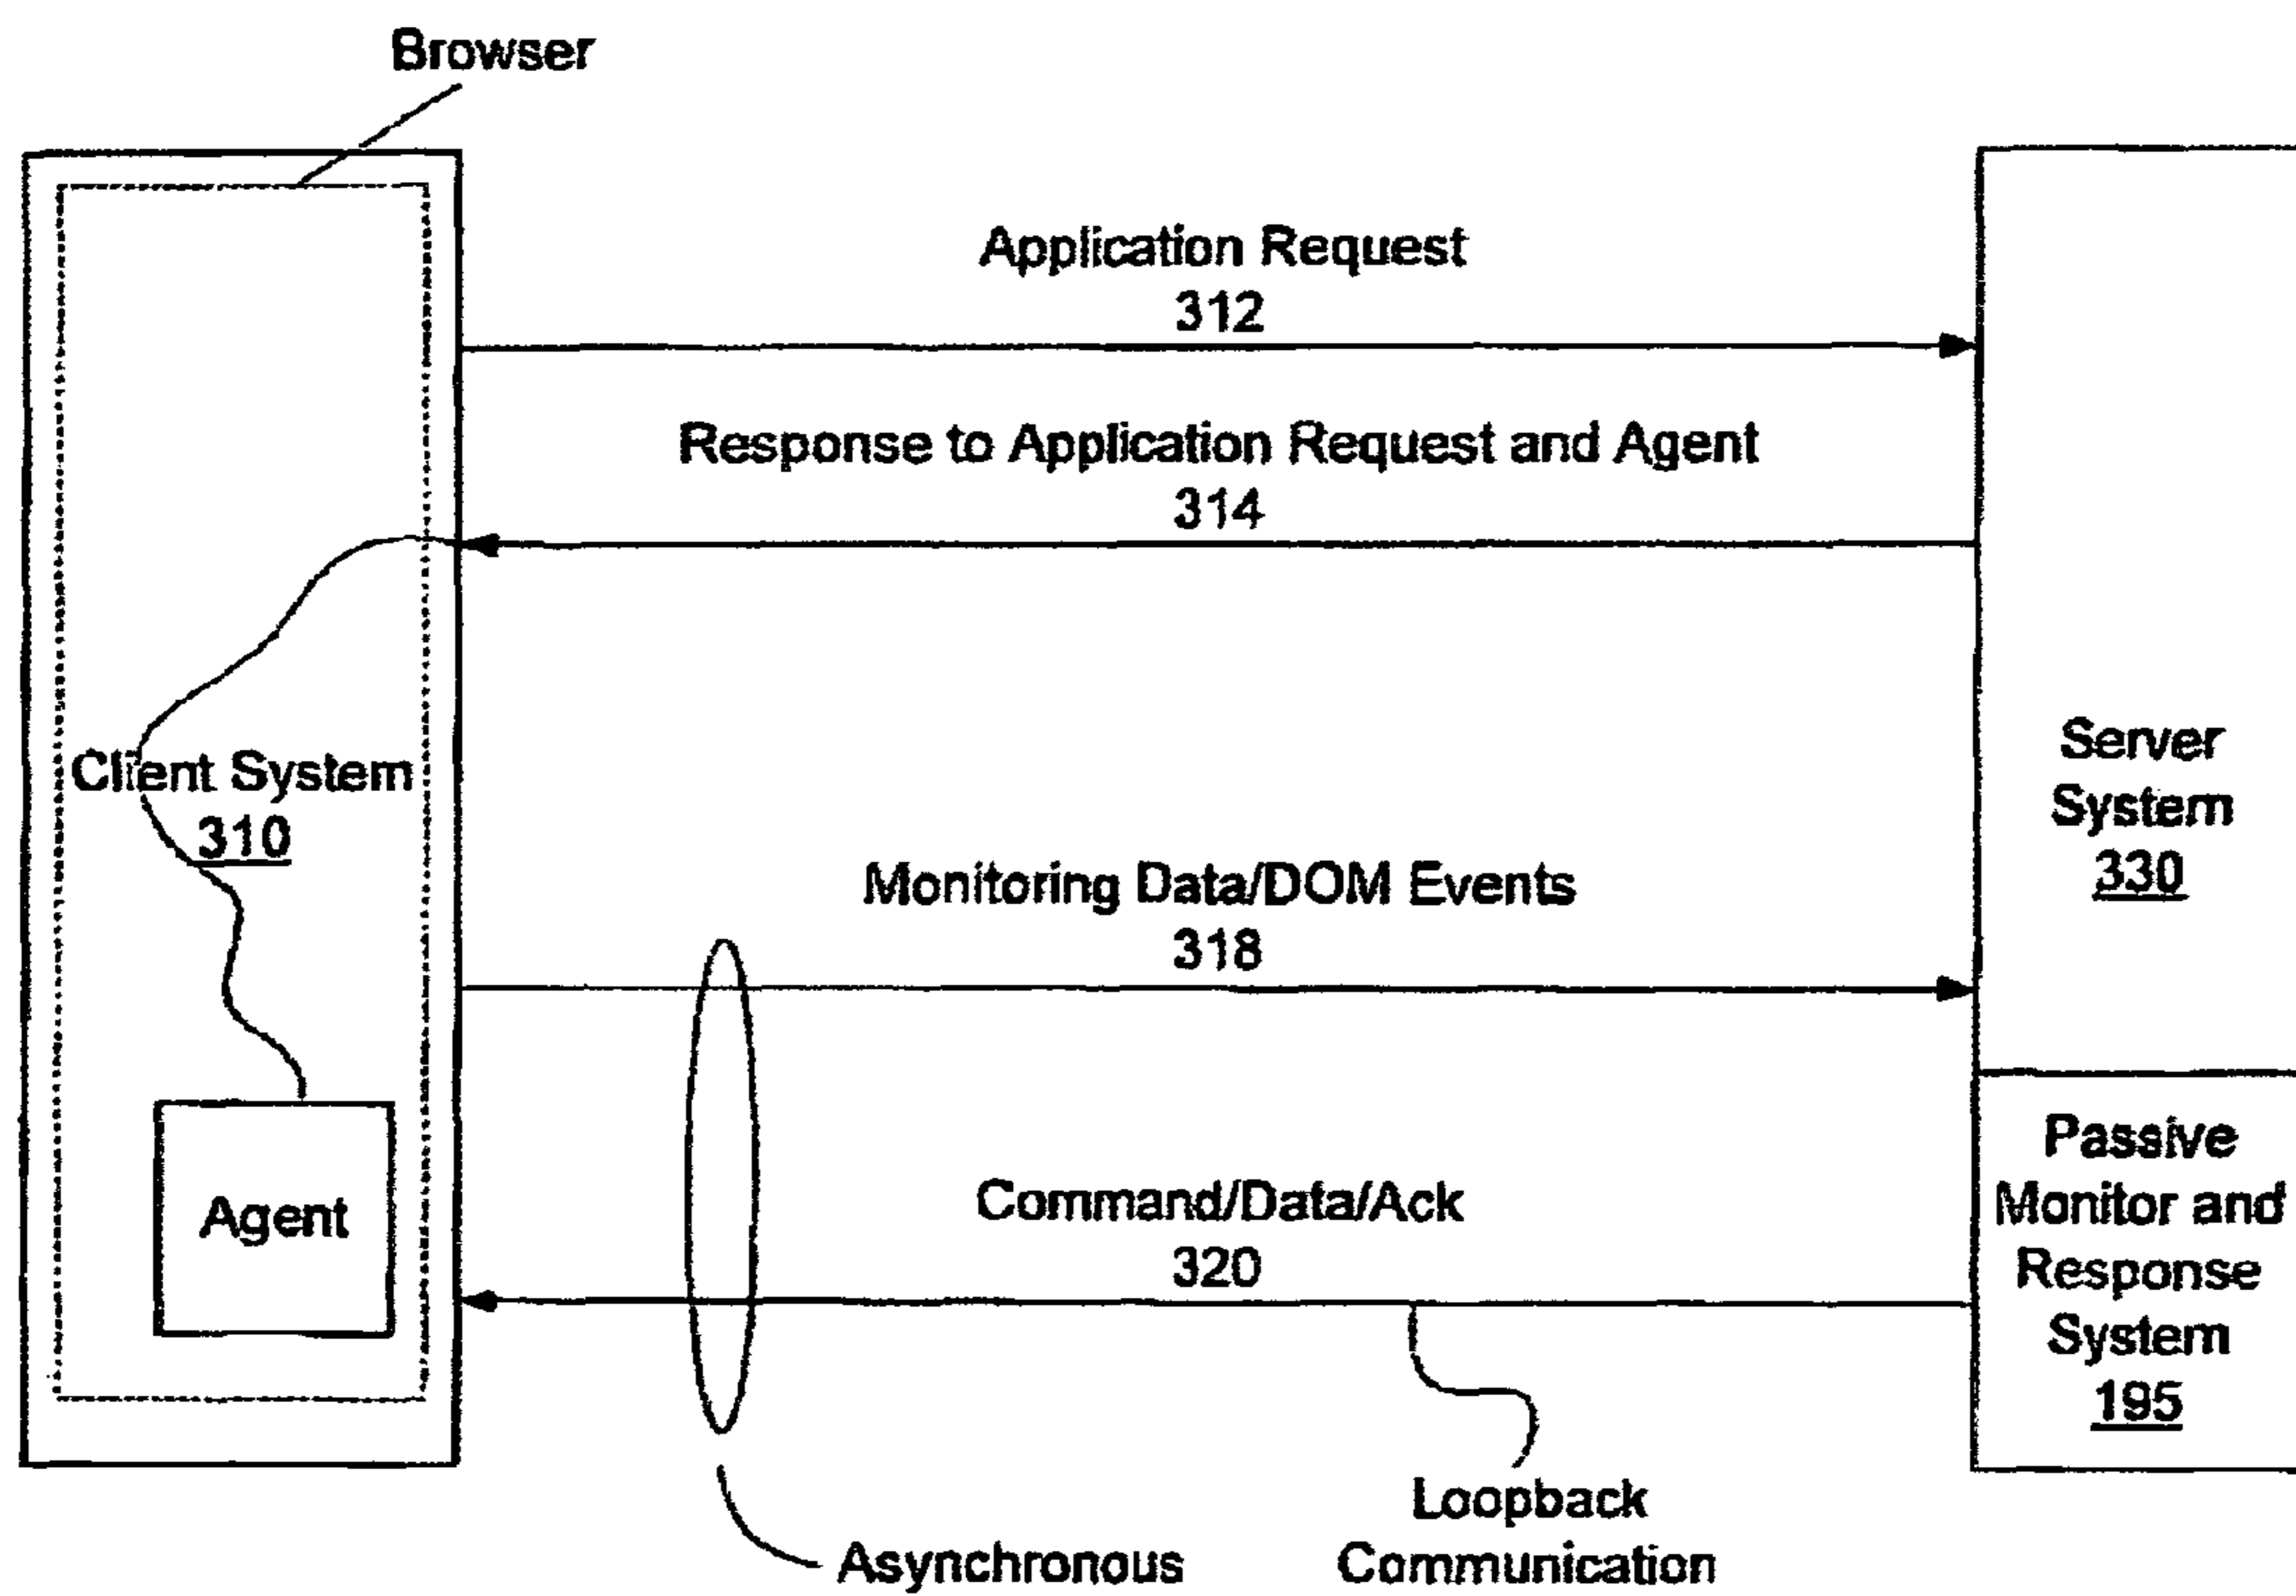 Browser
Application Request
312
Response to Application Request and Agent
314
Client System
310
Server
System
330
Monitoring Data/DOM Events
318
Agent
Command/Data/Ack
320
Passive
Monitor and
Response
System
195
Loopback
Communication
Asynchronous